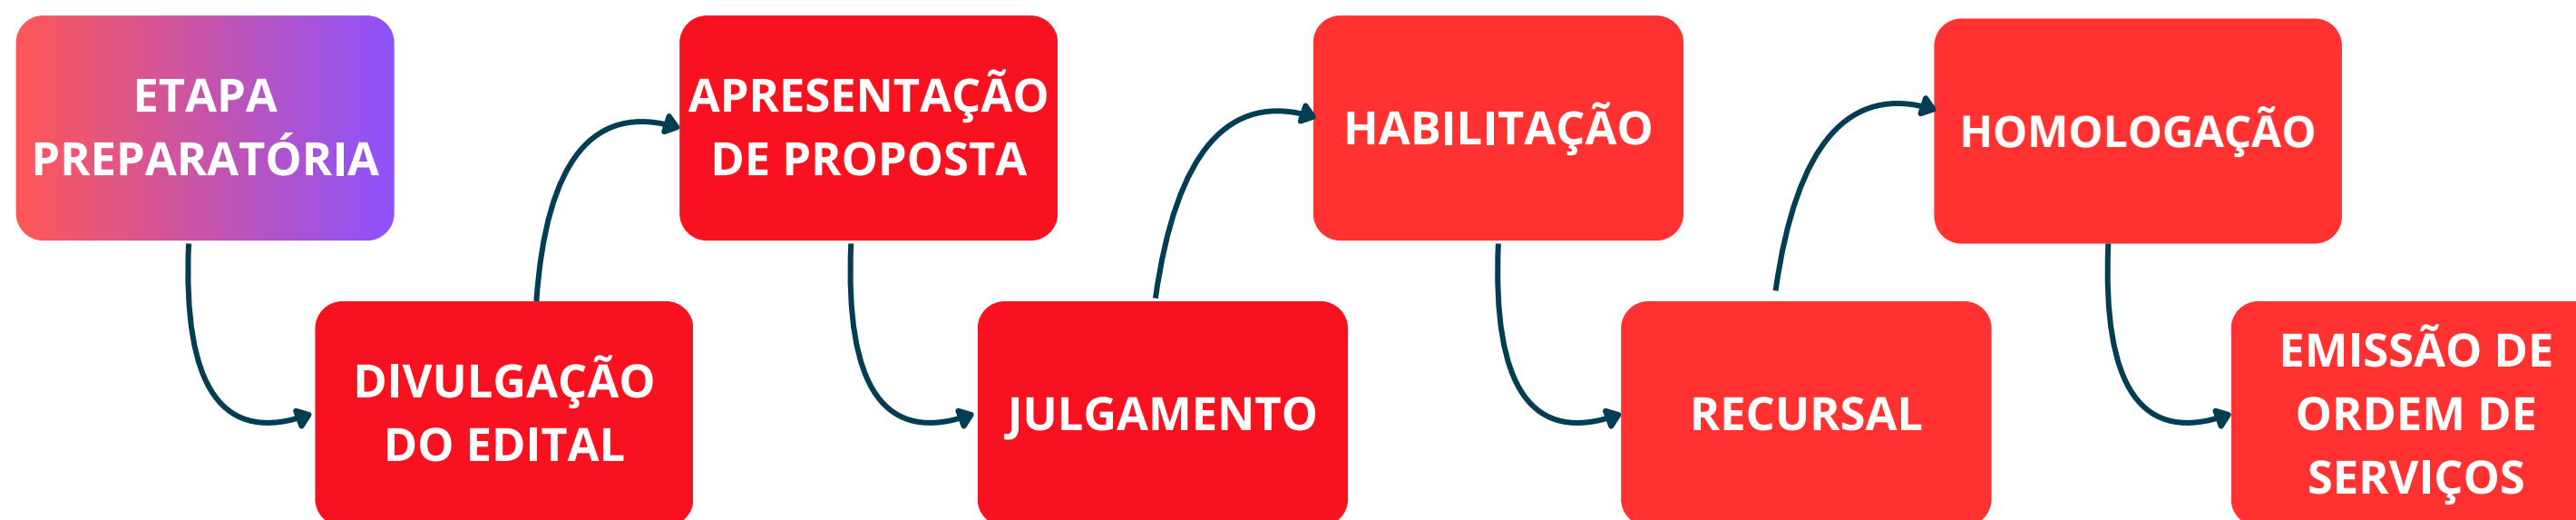 ETAPA
PREPARATÓRIA
DIVULGAÇÃO
DO EDITAL
APRESENTAÇÃO
DE PROPOSTA
JULGAMENTO
HABILITAÇÃO
RECURSAL
HOMOLOGAÇÃO
EMISSÃO DE
ORDEM DE
SERVIÇOS